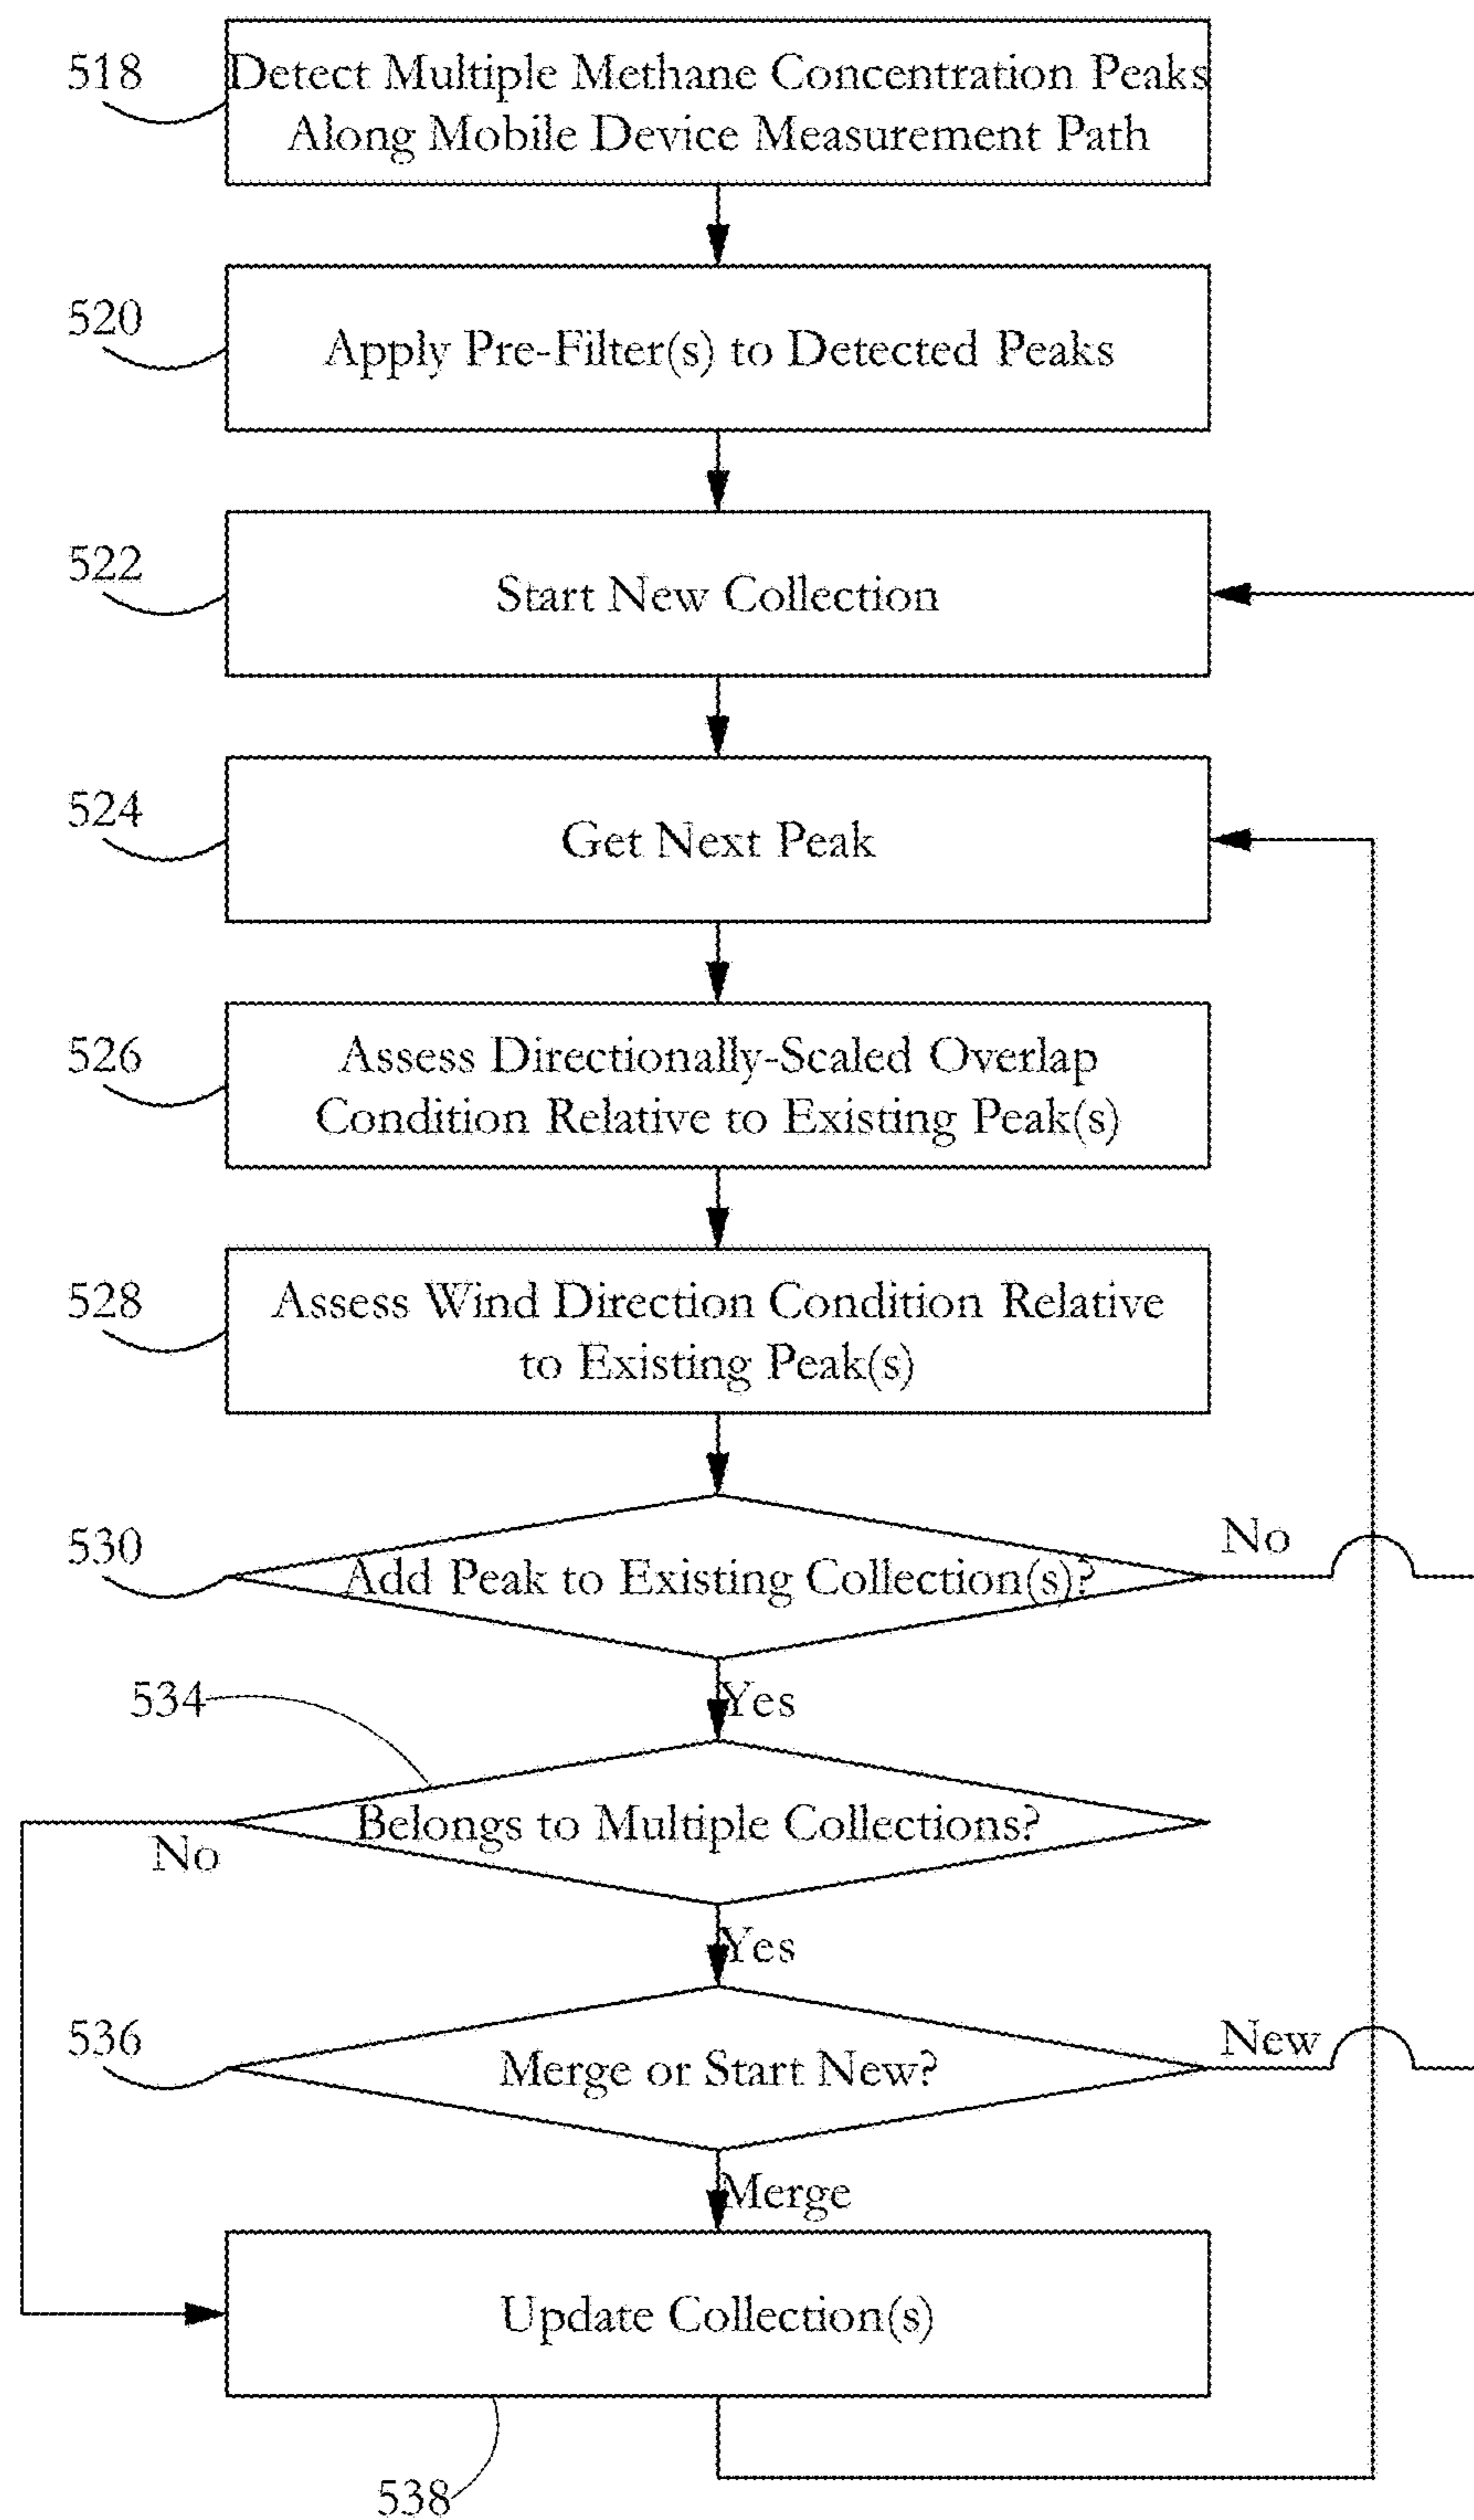 518
Detect Multiple Methane Concentration Peaks
Along Mobile Device Measurement Path
520
Apply Pre-Filter(s) to Detected Peaks
522
Start New Collection
524
Get Next Peak
526
Assess Directionally-Scaled Overlap
Condition Relative to Existing Peak(s)
528
Assess Wind Direction Condition Relative
to Existing Peak(s)
530
Add Peak to Existing Collection(s)?
No
Yes
534
Belongs to Multiple Collections?
No
Yes
536
Merge or Start New?
New
Merge
Update Collection(s)
538